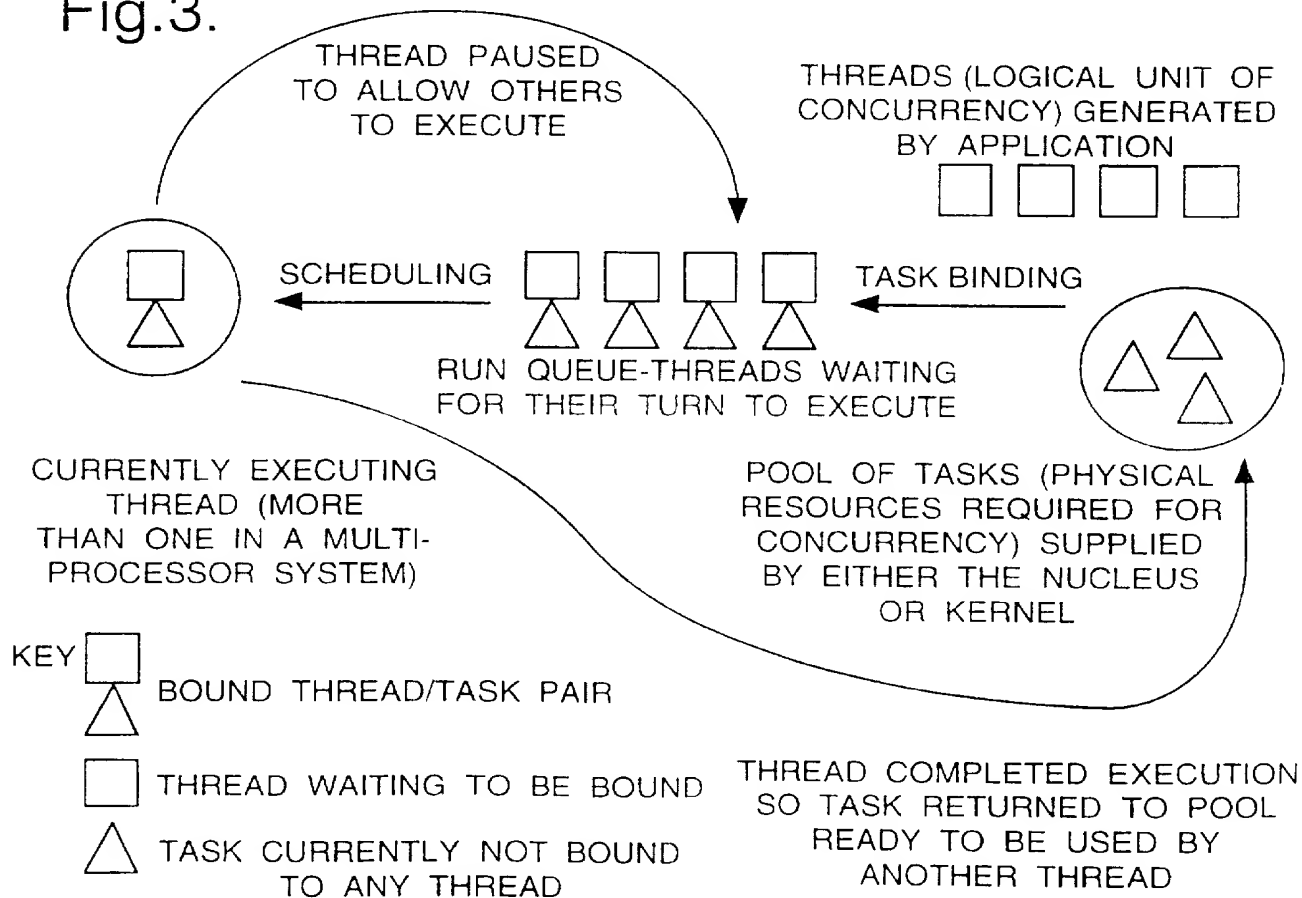 Fig.3.
THREAD PAUSED
TO ALLOW OTHERS
TO EXECUTE
THREADS (LOGICAL UNIT OF
CONCURRENCY) GENERATED
BY APPLICATION
SCHEDULING
TASK BINDING
RUN QUEUE-THREADS WAITING
FOR THEIR TURN TO EXECUTE
CURRENTLY EXECUTING
THREAD (MORE
THAN ONE IN A MULTI-
PROCESSOR SYSTEM)
POOL OF TASKS (PHYSICAL
RESOURCES REQUIRED FOR
CONCURRENCY) SUPPLIED
BY EITHER THE NUCLEUS
OR KERNEL
KEY
BOUND THREAD/TASK PAIR
THREAD WAITING TO BE BOUND
TASK CURRENTLY NOT BOUND
TO ANY THREAD
THREAD COMPLETED EXECUTION
SO TASK RETURNED TO POOL
READY TO BE USED BY
ANOTHER THREAD